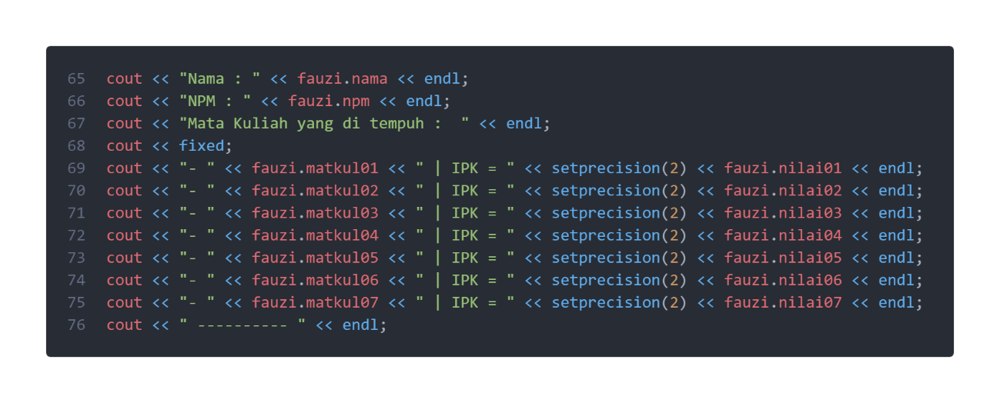 65 cout << "Nama : " << fauzi.nama << endl;
66 cout << "NPM : " << fauzi.npm << endl;
67 cout << "Mata Kuliah yang di tempuh :  " << endl;
68 cout << fixed;
69 cout << "- " << fauzi.matkul01 << " | IPK = " << setprecision(2) << fauzi.nilai01 << endl;
70 cout << "- " << fauzi.matkul02 << " | IPK = " << setprecision(2) << fauzi.nilai02 << endl;
71 cout << "- " << fauzi.matkul03 << " | IPK = " << setprecision(2) << fauzi.nilai03 << endl;
72 cout << "- " << fauzi.matkul04 << " | IPK = " << setprecision(2) << fauzi.nilai04 << endl;
73 cout << "- " << fauzi.matkul05 << " | IPK = " << setprecision(2) << fauzi.nilai05 << endl;
74 cout << "- " << fauzi.matkul06 << " | IPK = " << setprecision(2) << fauzi.nilai06 << endl;
75 cout << "- " << fauzi.matkul07 << " | IPK = " << setprecision(2) << fauzi.nilai07 << endl;
76 cout << " ---------- " << endl;